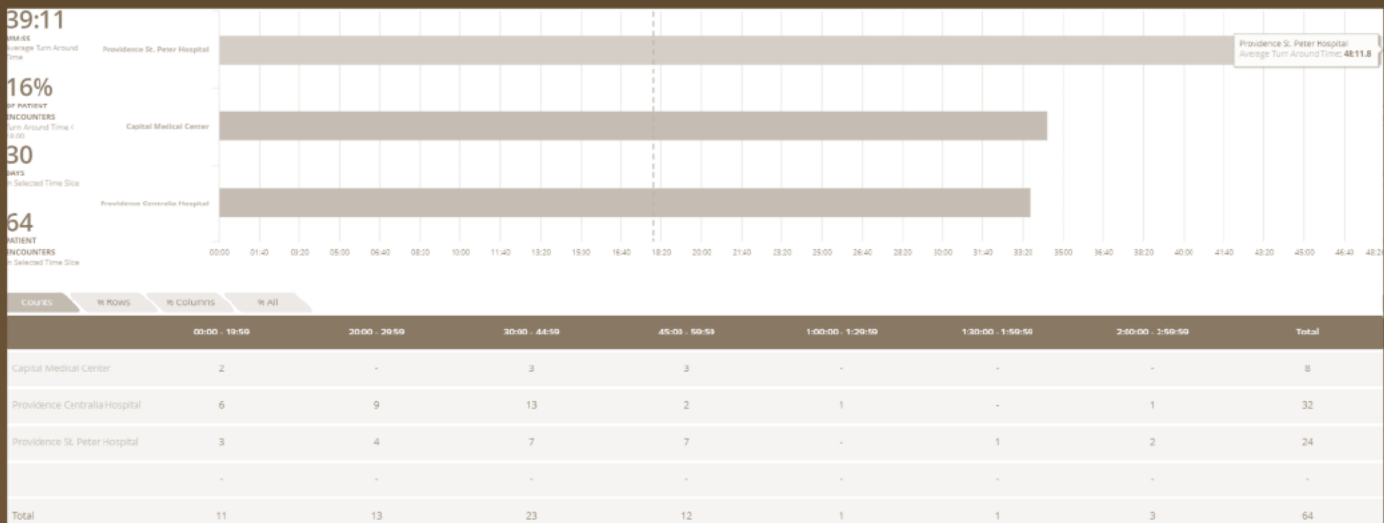 39:11
MM:SS
Average Turn Around
Time
16%
OF PATIENT
ENCOUNTERS
Turn Around Time <
30
DAYS
In Selected Time Slice
64
PATIENT
ENCOUNTERS
In Selected Time Slice
Providence St. Peter Hospital
Capital Medical Center
Providence Centralia Hospital
Providence St. Peter Hospital
Average Turn Around Time: 48:11.8
00:00 01:40 03:20 05:00 06:40 08:20 10:00 11:40 13:20 15:00 16:40 18:20 20:00 21:40 23:20 25:00 26:40 28:20 30:00 31:40 33:20 35:00 36:40 38:20 40:00 41:40 43:20 45:00 46:40 48:20
Counts % Rows % Columns % All
00:00 - 19:59 20:00 - 29:59 30:00 - 44:59 45:00 - 59:59 1:00:00 - 1:29:59 1:30:00 - 1:59:59 2:00:00 - 2:59:59 Total
Capital Medical Center 2 - 3 3 - - - 8
Providence Centralia Hospital 6 9 13 2 1 - 1 32
Providence St. Peter Hospital 3 4 7 7 - 1 2 24
- - - - - - - -
Total 11 13 23 12 1 1 3 64